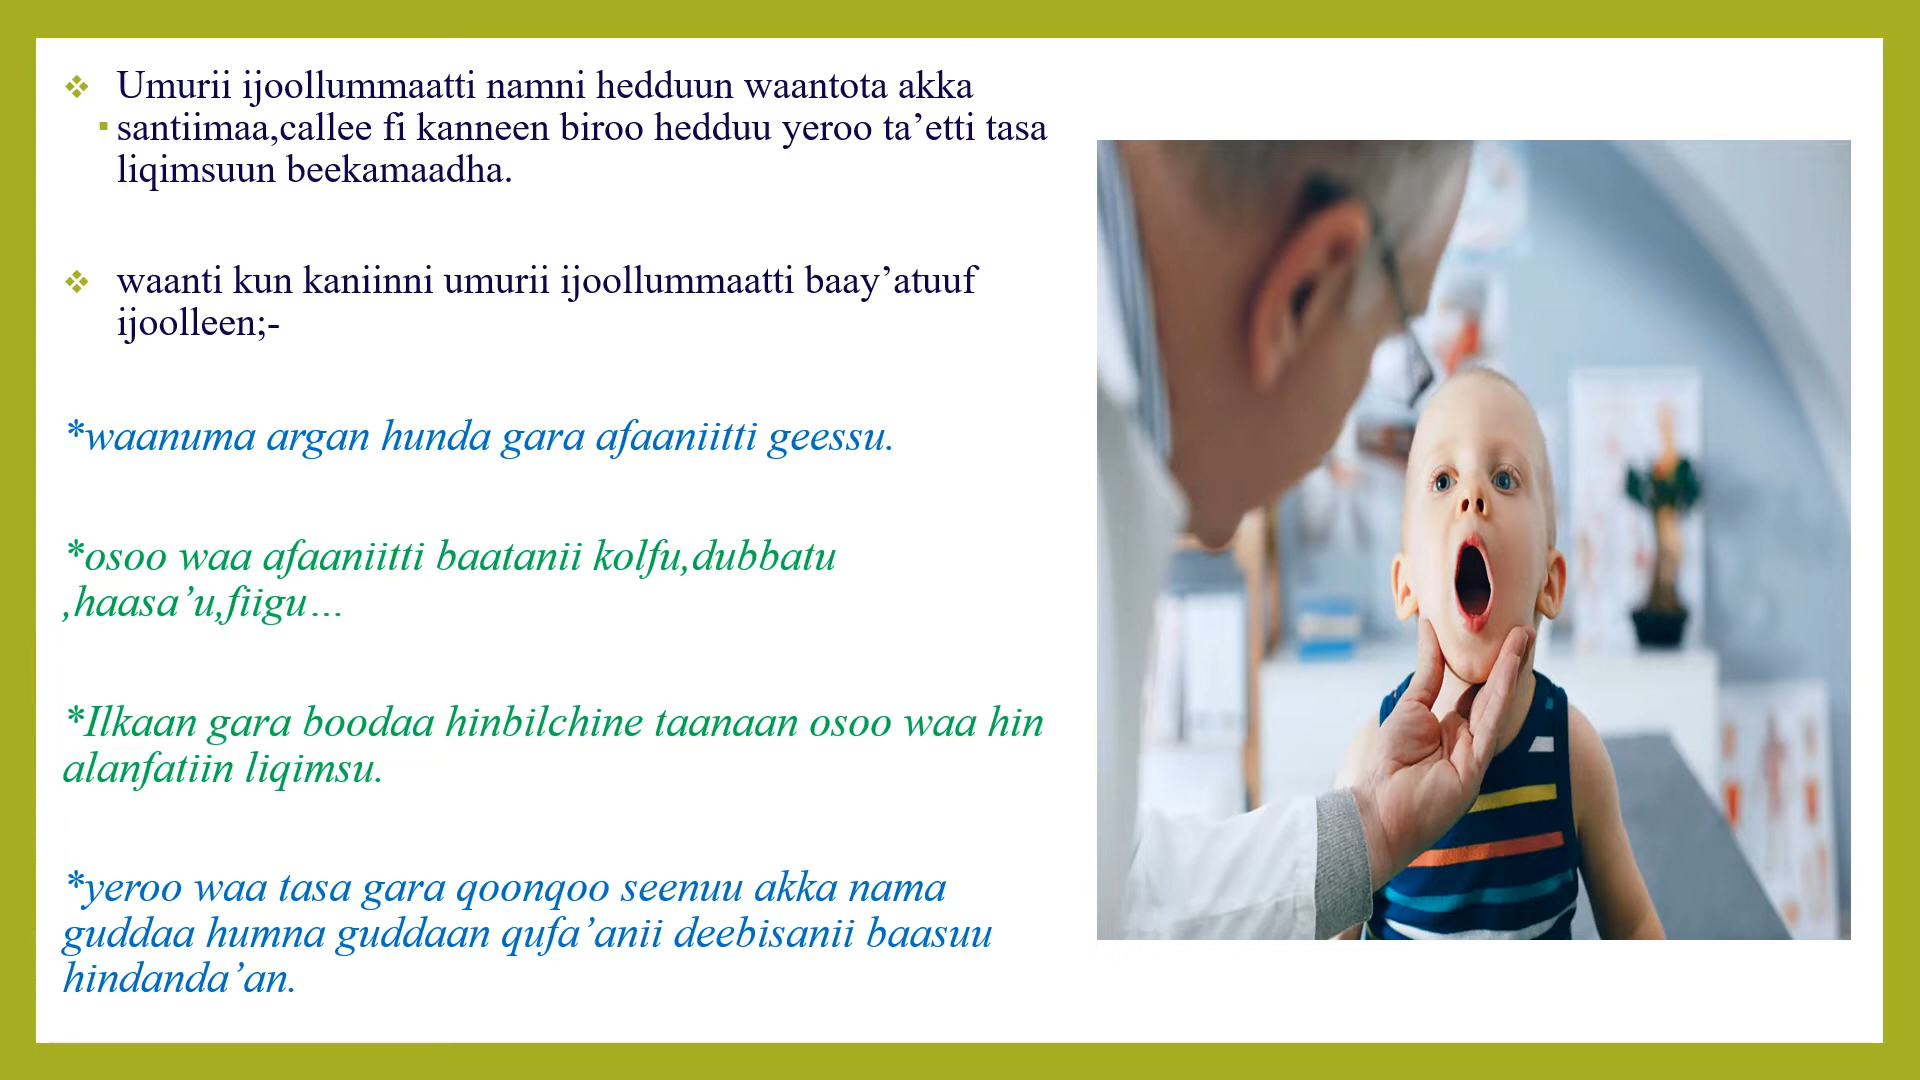 Umurii ijoollummaatti namni hedduun waantota akka
santiimaa,callee fi kanneen biroo hedduu yeroo ta’etti tasa
liqimsuun beekamaadha.
waanti kun kaniinni umurii ijoollummaatti baay’atuuf
ijoolleen;-
*waanuma argan hunda gara afaaniitti geessu.
*osoo waa afaaniitti baatanii kolfu,dubbatu
,haasa’u,fiigu…
*Ilkaan gara boodaa hinbilchine taanaan osoo waa hin
alanfatiin liqimsu.
*yeroo waa tasa gara qoonqoo seenuu akka nama
guddaa humna guddaan qufa’anii deebisanii baasuu
hindanda’an.